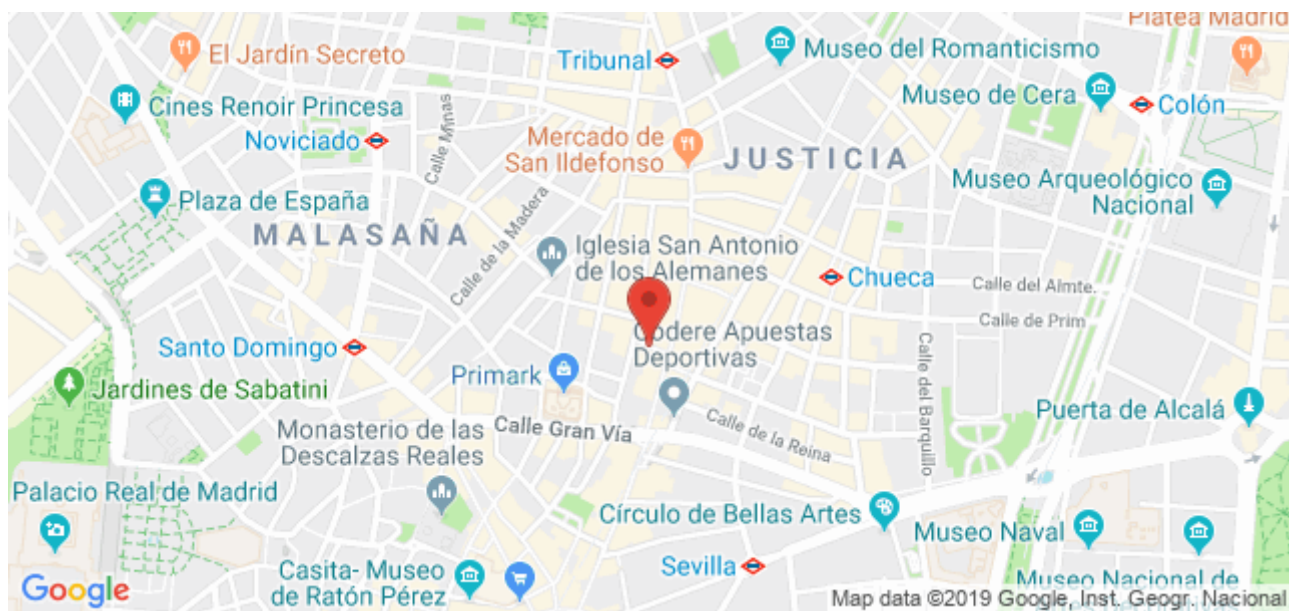 Platea Madrid
El Jardín Secreto
Tribunal
Museo del Romanticismo
Museo de Cera
Colón
Cines Renoir Princesa
Noviciado
Calle Minas
Mercado de
San Ildefonso
JUSTICIA
Museo Arqueológico
Nacional
Plaza de España
MALASAÑA
Calle de la Madera
Iglesia San Antonio
de los Alemanes
Chueca
Calle del Almte.
Calle de Prim
Santo Domingo
Codere Apuestas
Deportivas
Primark
Jardines de Sabatini
Calle del Barquillo
Puerta de Alcalá
Calle Gran Vía
Calle de la Reina
Monasterio de las
Descalzas Reales
Palacio Real de Madrid
Círculo de Bellas Artes
Museo Naval
Sevilla
Casita- Museo
de Ratón Pérez
Museo Nacional de
Google
Map data ©2019 Google, Inst. Geogr. Nacional